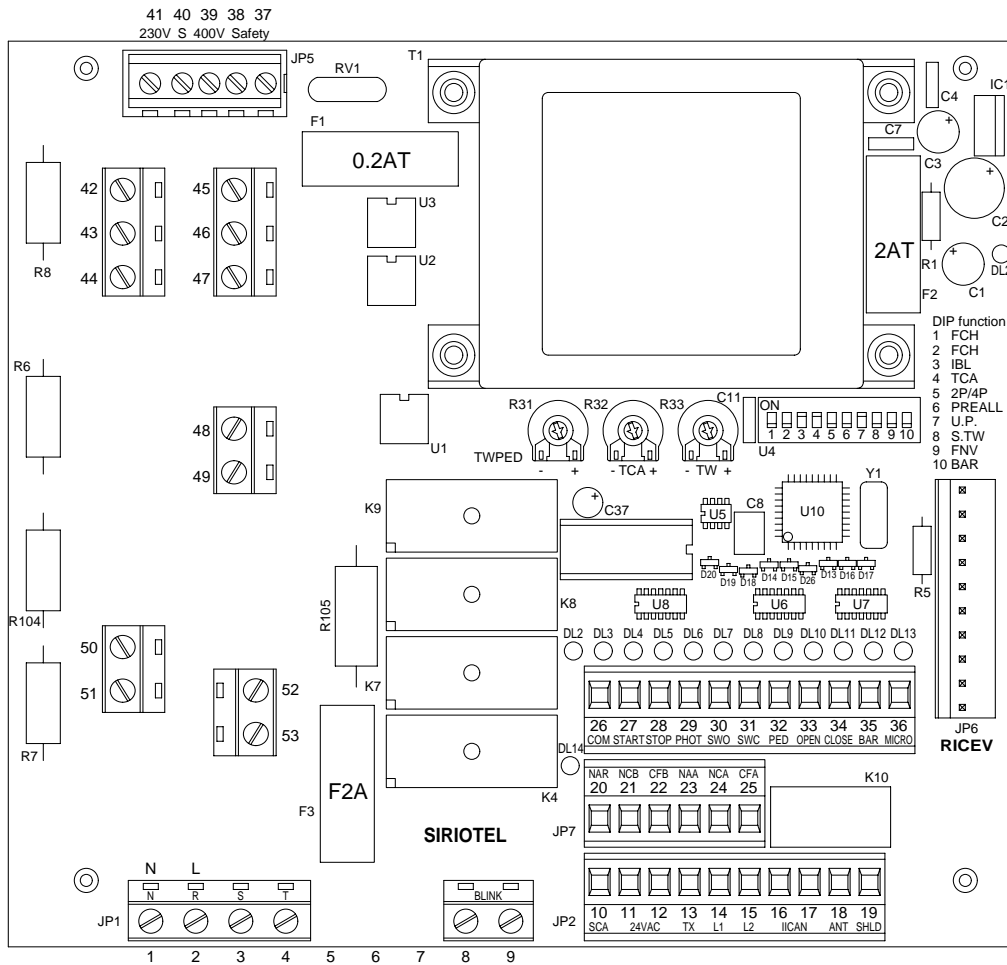 41 40 39 38 37
230V S 400V Safety
JP5
RV1
T1
C4
IC1
F1
0.2AT
C7
C3
42
45
U3
C2
43
46
2AT
R8
U2
R1
44
47
F2
C1
DL2
DIP function
1 FCH
2 FCH
3 IBL
4 TCA
5 2P/4P
6 PREALL
7 U.P.
8 S.TW
9 FNV
10 BAR
R6
R31
R32
R33
C11
ON
1 2 3 4 5 6 7 8 9 10
U4
48
U1
TWPED
- +
- TCA +
- TW +
49
Y1
K9
C37
U5
C8
U10
D20
D19
D18
D14
D15
D26
D13
D16
D17
R5
R104
R105
K8
U8
U6
U7
50
DL2 DL3 DL4 DL5 DL6 DL7 DL8 DL9 DL10 DL11 DL12 DL13
51
52
K7
53
R7
26 27 28 29 30 31 32 33 34 35 36
COM START STOP PHOT SWO SWC PED OPEN CLOSE BAR MICRO
JP6
RICEV
DL14
NAR NCB CFB NAA NCA CFA
20 21 22 23 24 25
K10
F2A
K4
F3
SIRIOTEL
JP7
N L
N R S T
BLINK
JP1
JP2
10 11 12 13 14 15 16 17 18 19
SCA 24VAC TX L1 L2 IICAN ANT SHLD
1 2 3 4 5 6 7 8 9